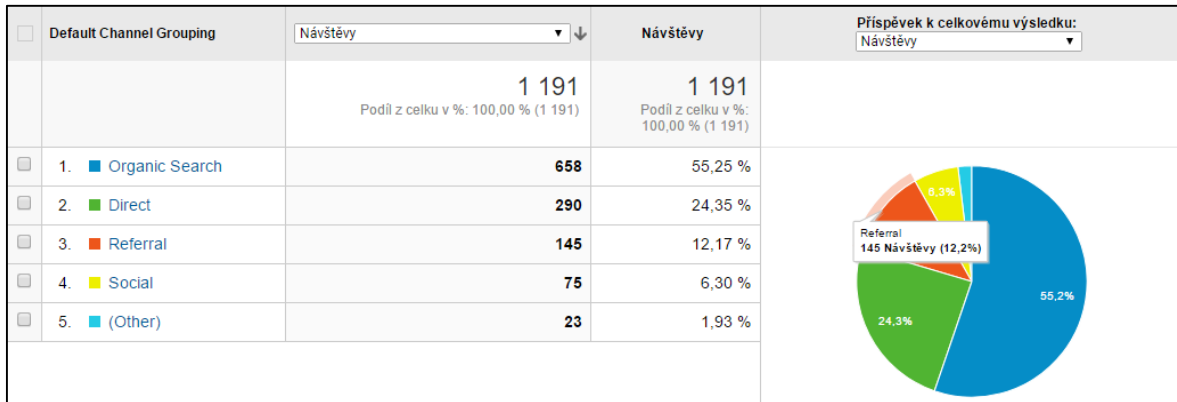 Default Channel Grouping
Návštěvy
Návštěvy
Příspěvek k celkovému výsledku:
Návštěvy
1 191
Podíl z celku v %: 100,00 % (1 191)
1 191
Podíl z celku v %:
100,00 % (1 191)
1. Organic Search 658 55,25 %
2. Direct 290 24,35 %
3. Referral 145 12,17 %
4. Social 75 6,30 %
5. (Other) 23 1,93 %
6,3%
Referral
145 Návštěvy (12,2%)
55,2%
24,3%